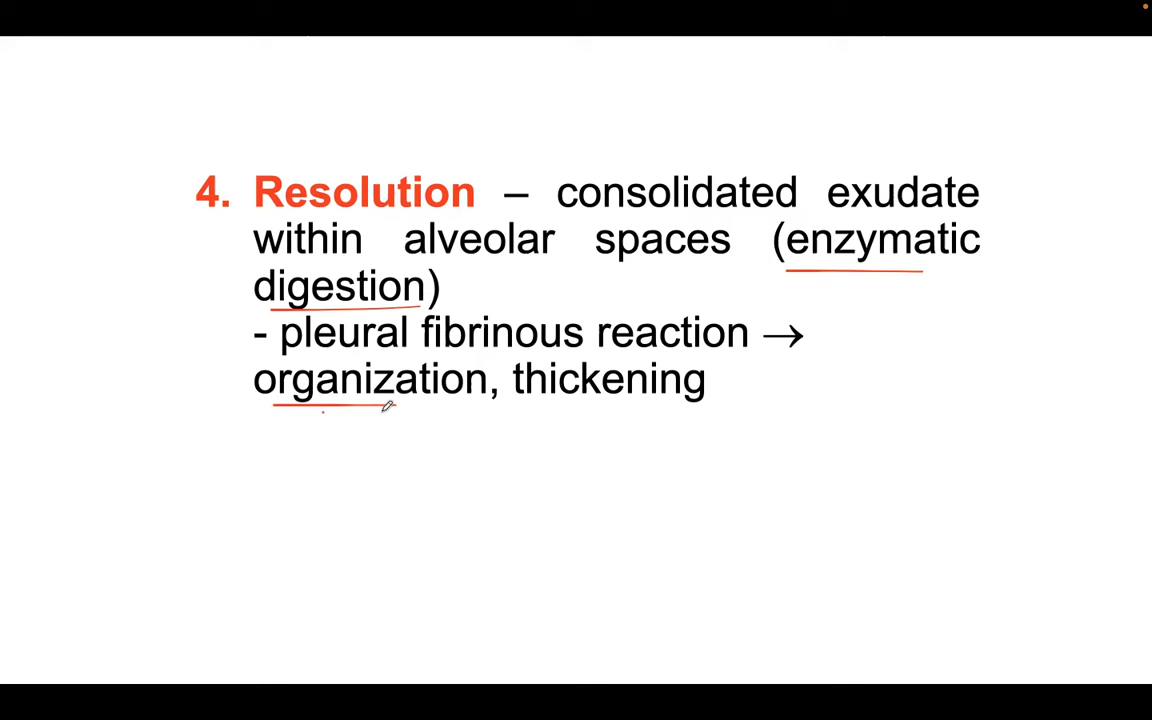 4. Resolution – consolidated exudate
within alveolar spaces (enzymatic
digestion)
- pleural fibrinous reaction →
organization, thickening